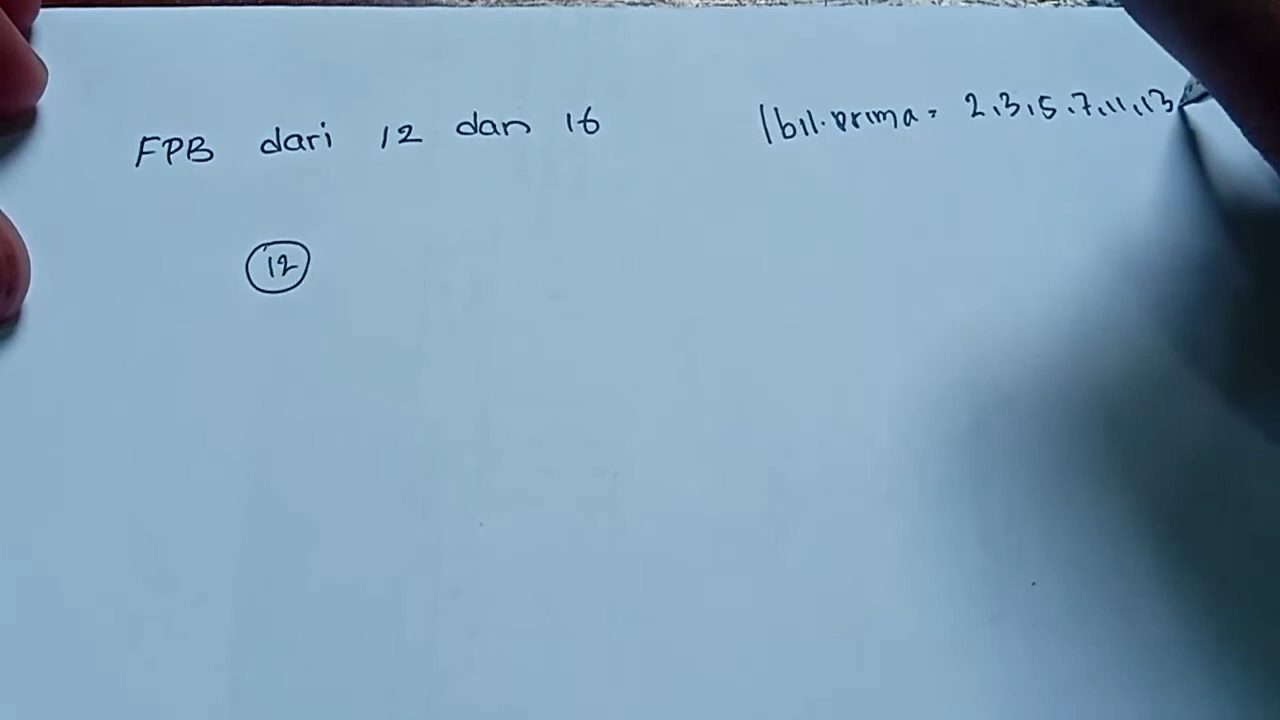 FPB dari 12 dan 16
bil. prima = 2,3,5,7,11,13
12